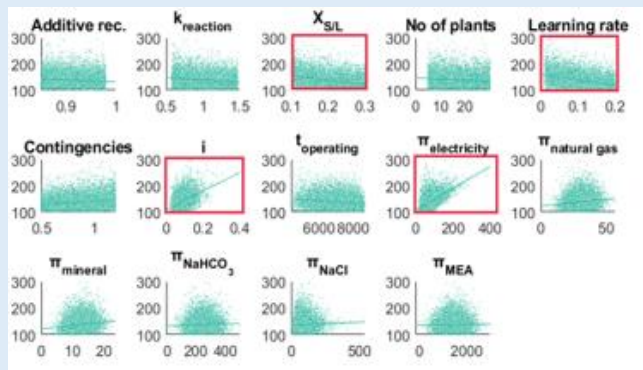 Additive rec. k_reaction X_S/L No of plants Learning rate
300 300 300 300 300
200 200 200 200 200
100 100 100 100 100
0.9 1 0.5 1 1.5 0.1 0.2 0.3 0 10 20 0 0.1 0.2
Contingencies i t_operating π_electricity π_natural gas
300 300 300 300 300
200 200 200 200 200
100 100 100 100 100
0.5 1 0 0.2 0.4 6000 8000 0 200 400 0 50
π_mineral π_NaHCO₃ π_NaCl π_MEA
300 300 300 300
200 200 200 200
100 100 100 100
0 10 20 0 200 400 0 500 0 2000